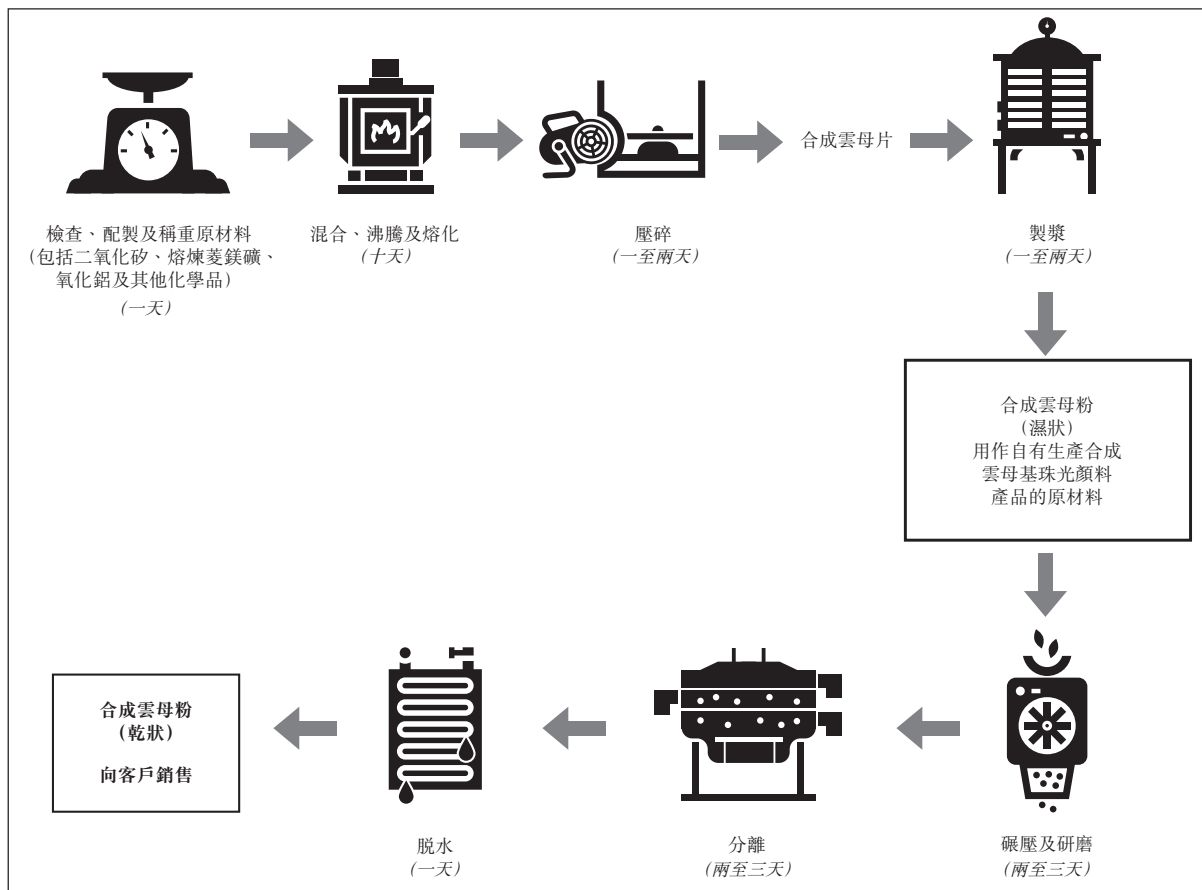 檢查、配製及稱重原材料
(包括二氧化矽、熔煉菱鎂礦、
氧化鋁及其他化學品)
(一天)
混合、沸騰及熔化
(十天)
壓碎
(一至兩天)
合成雲母片
製漿
(一至兩天)
合成雲母粉
(濕狀)
用作自有生產合成
雲母基珠光顏料
產品的原材料
碾壓及研磨
(兩至三天)
分離
(兩至三天)
脱水
(一天)
合成雲母粉
(乾狀)
向客戶銷售